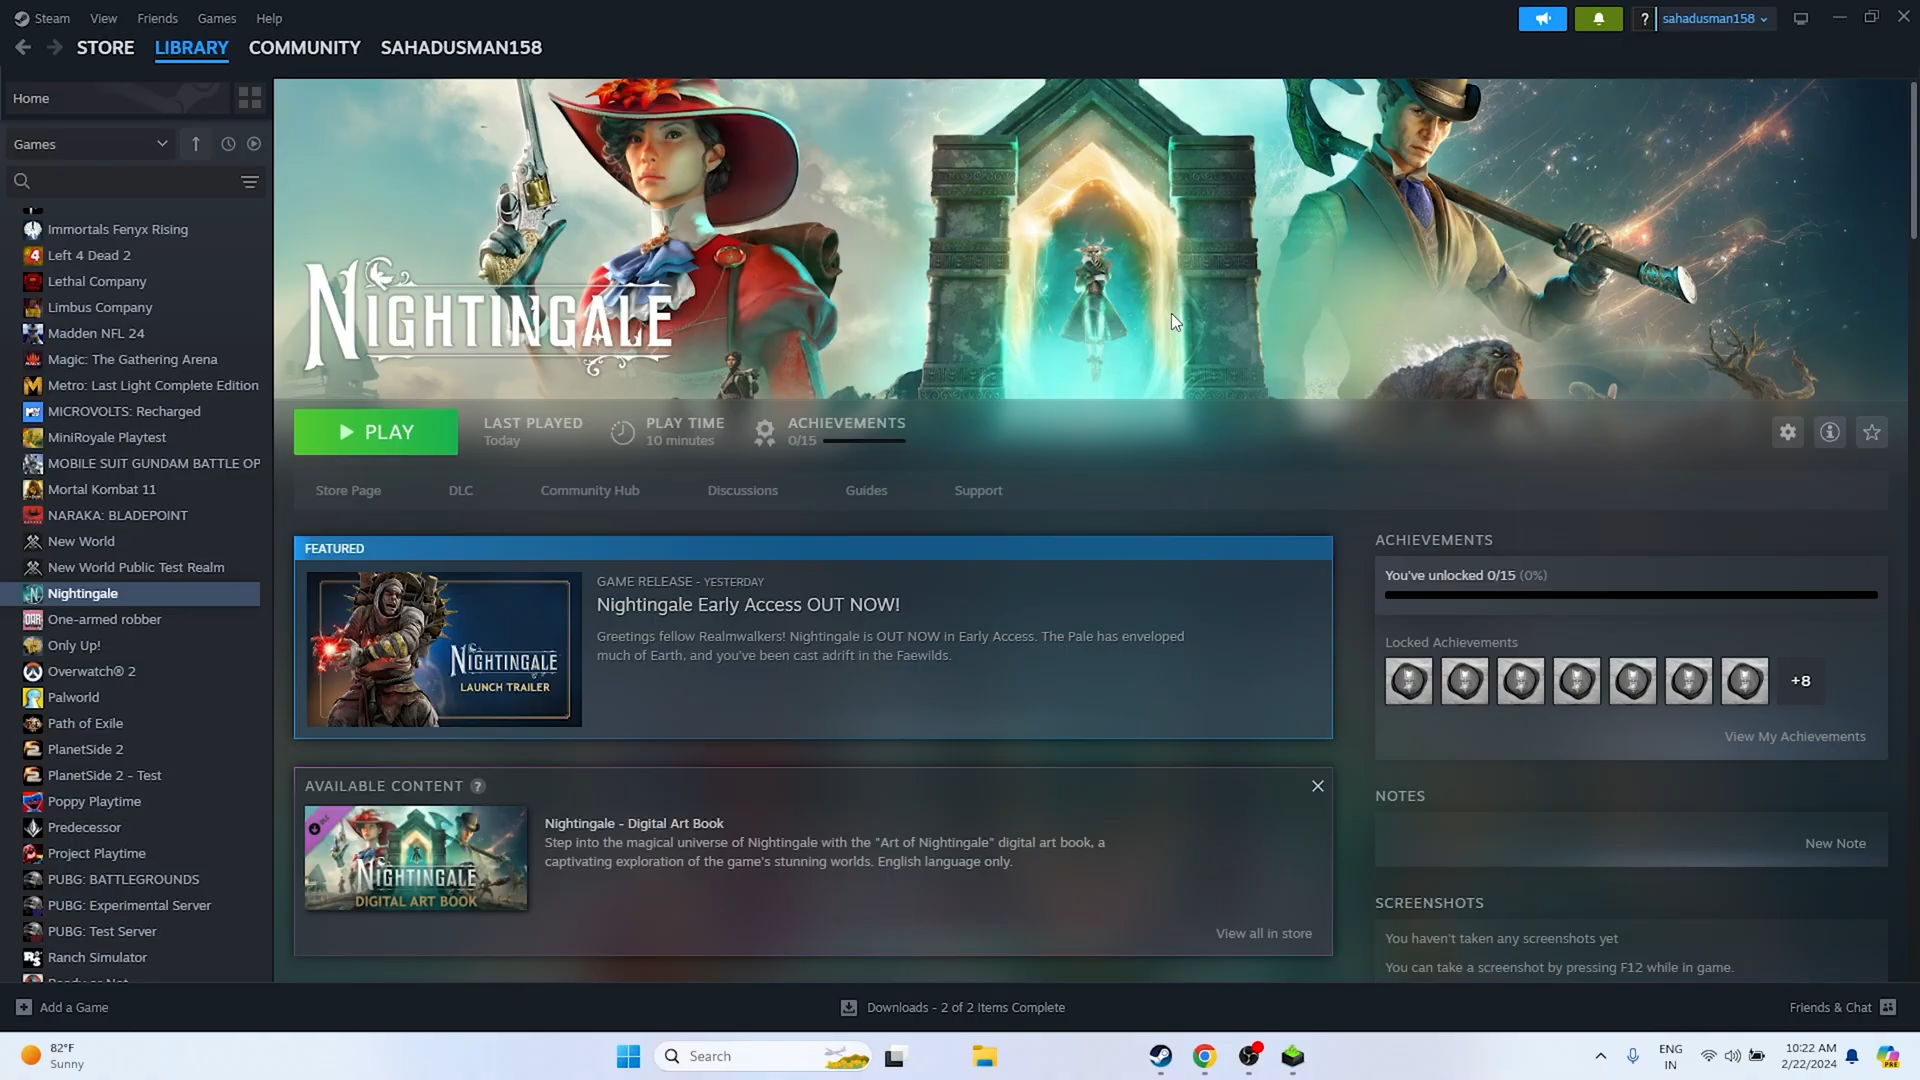 Steam View Friends Games Help
? sahadusman158
STORE LIBRARY COMMUNITY SAHADUSMAN158
Home
Games
Immortals Fenyx Rising
Left 4 Dead 2
Lethal Company
Limbus Company
Madden NFL 24
Magic: The Gathering Arena
Metro: Last Light Complete Edition
MICROVOLTS: Recharged
MiniRoyale Playtest
MOBILE SUIT GUNDAM BATTLE OP
Mortal Kombat 11
NARAKA: BLADEPOINT
New World
New World Public Test Realm
Nightingale
One-armed robber
Only Up!
Overwatch® 2
Palworld
Path of Exile
PlanetSide 2
PlanetSide 2 - Test
Poppy Playtime
Predecessor
Project Playtime
PUBG: BATTLEGROUNDS
PUBG: Experimental Server
PUBG: Test Server
Ranch Simulator
NIGHTINGALE
PLAY
LAST PLAYED
Today
PLAY TIME
10 minutes
ACHIEVEMENTS
0/15
Store Page DLC Community Hub Discussions Guides Support
FEATURED
NIGHTINGALE
LAUNCH TRAILER
GAME RELEASE - YESTERDAY
Nightingale Early Access OUT NOW!
Greetings fellow Realmwalkers! Nightingale is OUT NOW in Early Access. The Pale has enveloped
much of Earth, and you've been cast adrift in the Faewilds.
AVAILABLE CONTENT ?
DLC
NIGHTINGALE
DIGITAL ART BOOK
Nightingale - Digital Art Book
Step into the magical universe of Nightingale with the "Art of Nightingale" digital art book, a
captivating exploration of the game's stunning worlds. English language only.
View all in store
ACHIEVEMENTS
You've unlocked 0/15 (0%)
Locked Achievements
+8
View My Achievements
NOTES
New Note
SCREENSHOTS
You haven't taken any screenshots yet
You can take a screenshot by pressing F12 while in game.
Add a Game
Downloads - 2 of 2 Items Complete
Friends & Chat
82°F
Sunny
Search
ENG
IN
10:22 AM
2/22/2024
PRE